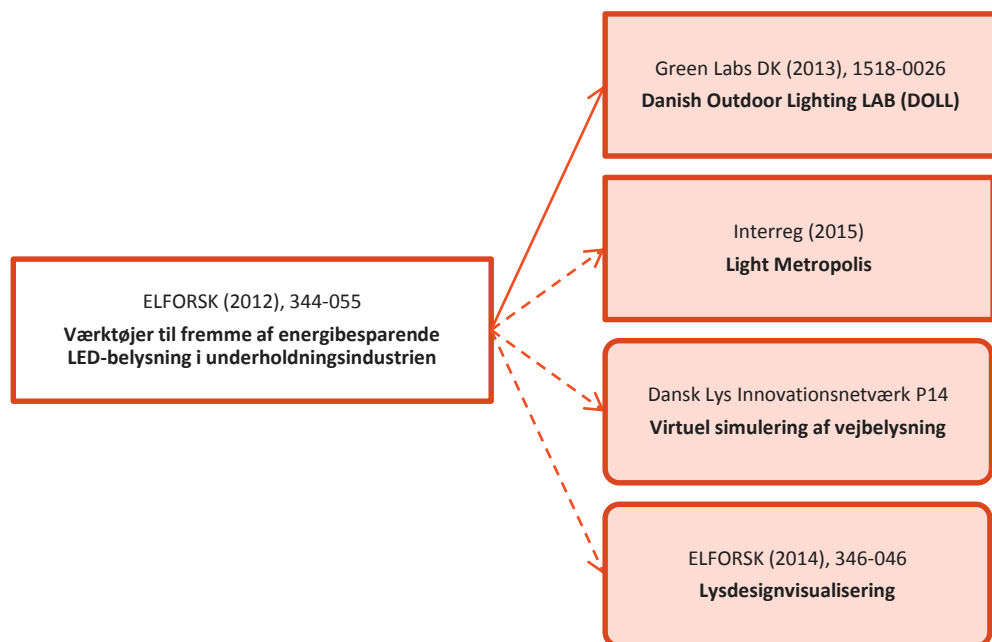 Green Labs DK (2013), 1518-0026
Danish Outdoor Lighting LAB (DOLL)
Interreg (2015)
Light Metropolis
ELFORSK (2012), 344-055
Værktøjer til fremme af energibesparende
LED-belysning i underholdningsindustrien
Dansk Lys Innovationsnetværk P14
Virtuel simulering af vejbelysning
ELFORSK (2014), 346-046
Lysdesignvisualisering